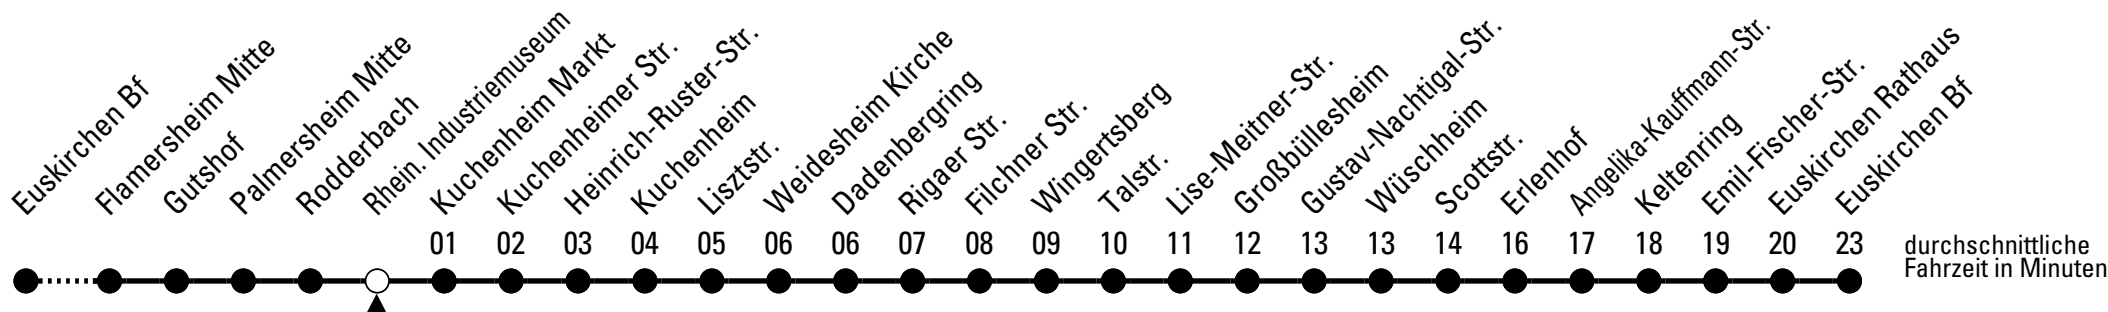 Euskirchen Bf
Flamersheim Mitte
Gutshof
Palmersheim Mitte
Rodderbach
Rhein. Industriemuseum
Kuchenheim Markt
Kuchenheimer Str.
Heinrich-Ruster-Str.
Kuchenheim
Lisztstr.
Weidesheim Kirche
Dadenbergring
Rigaer Str.
Filchner Str.
Wingertsberg
Talstr.
Lise-Meitner-Str.
Großbüllesheim
Gustav-Nachtigal-Str.
Wüschheim
Scottstr.
Erlenhof
Angelika-Kauffmann-Str.
Keltenring
Emil-Fischer-Str.
Euskirchen Rathaus
Euskirchen Bf
01 02 03 04 05 06 06 07 08 09 10 11 12 13 13 14 16 17 18 19 20 23
durchschnittliche
Fahrzeit in Minuten